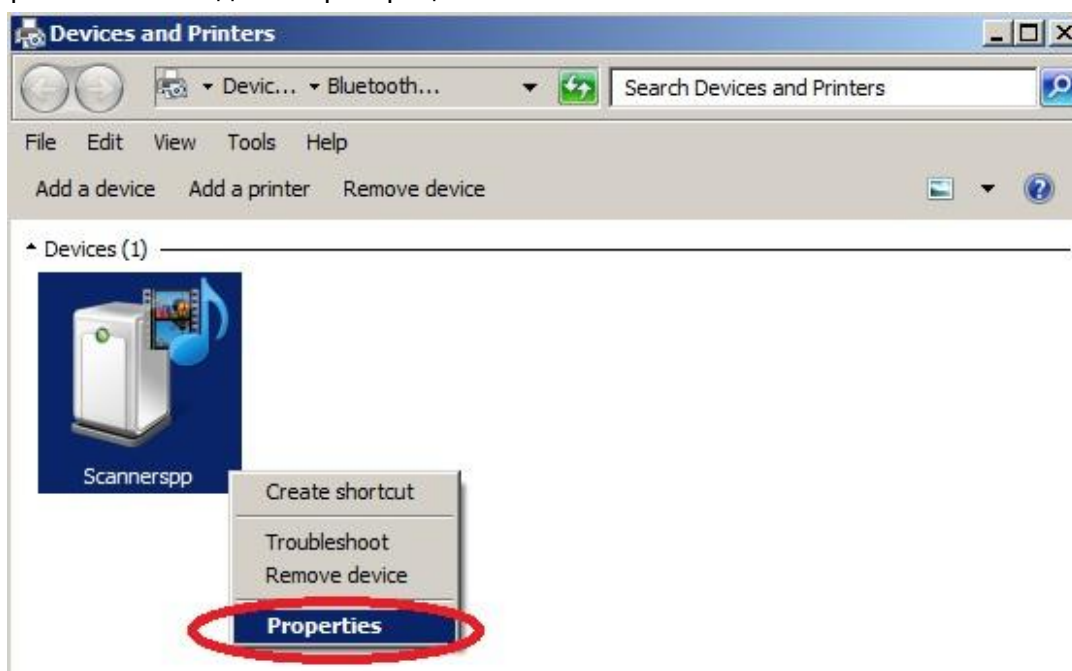 Devices and Printers
Devic... Bluetooth... Search Devices and Printers
File Edit View Tools Help
Add a device Add a printer Remove device
Devices (1)
Scannerspp
Create shortcut
Troubleshoot
Remove device
Properties